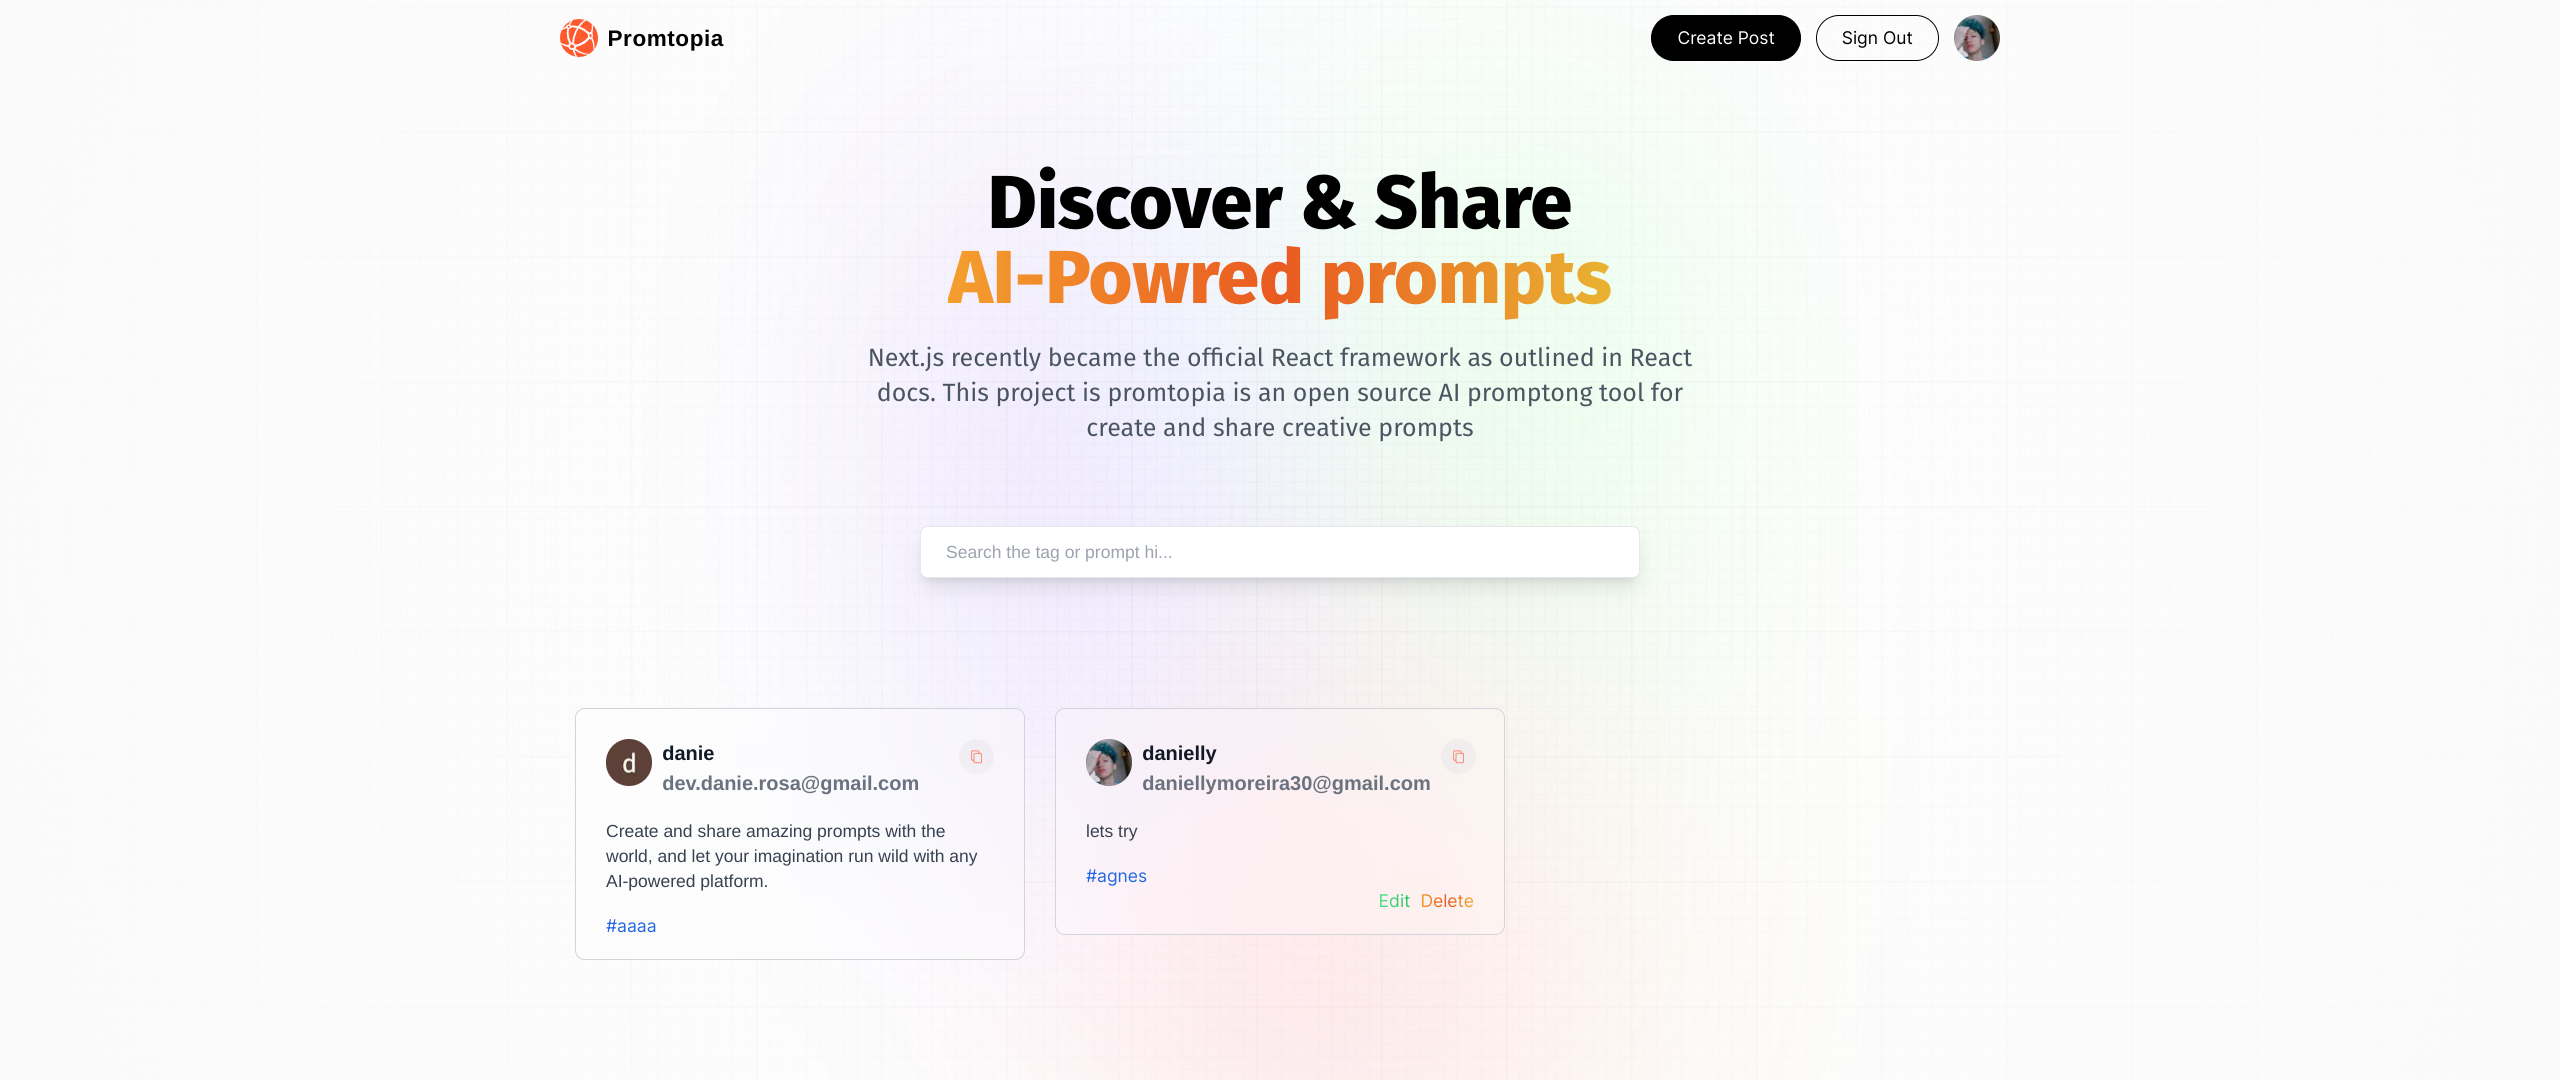 Promtopia
Create Post
Sign Out
Discover & Share
AI-Powred prompts
Next.js recently became the official React framework as outlined in React
docs. This project is promtopia is an open source AI promptong tool for
create and share creative prompts
Search the tag or prompt hi...
d
danie
dev.danie.rosa@gmail.com
Create and share amazing prompts with the
world, and let your imagination run wild with any
AI-powered platform.
#aaaa
danielly
daniellymoreira30@gmail.com
lets try
#agnes
Edit Delete